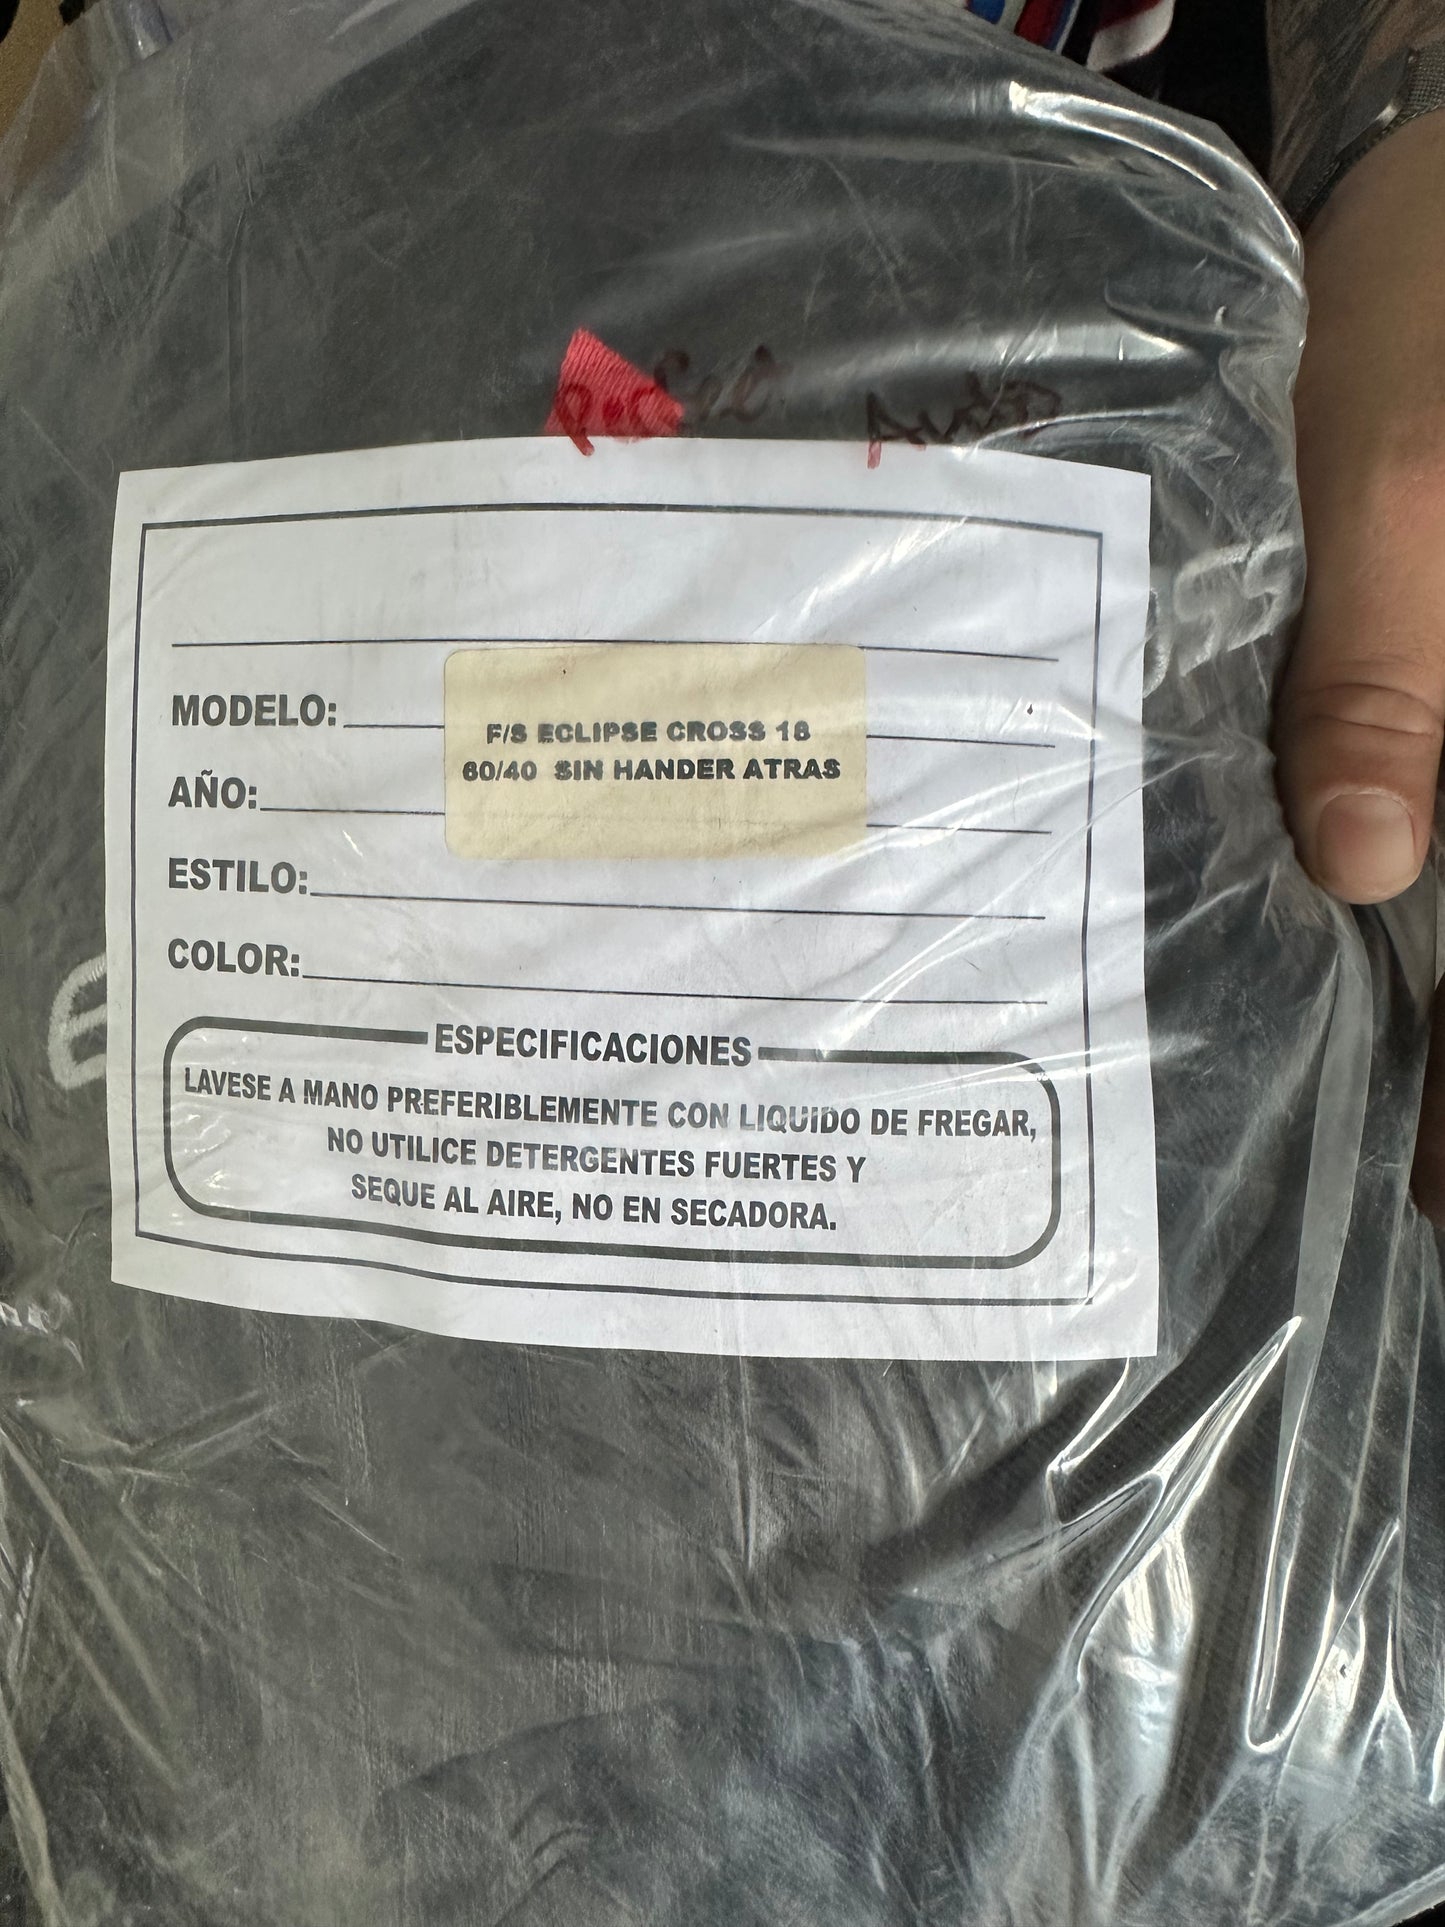 MODELO:
F/S ECLIPSE CROSS 18
60/40 SIN HANDER ATRAS
AÑO:
ESTILO:
COLOR:
ESPECIFICACIONES
LAVESE A MANO PREFERIBLEMENTE CON LIQUIDO DE FREGAR,
NO UTILICE DETERGENTES FUERTES Y
SEQUE AL AIRE, NO EN SECADORA.